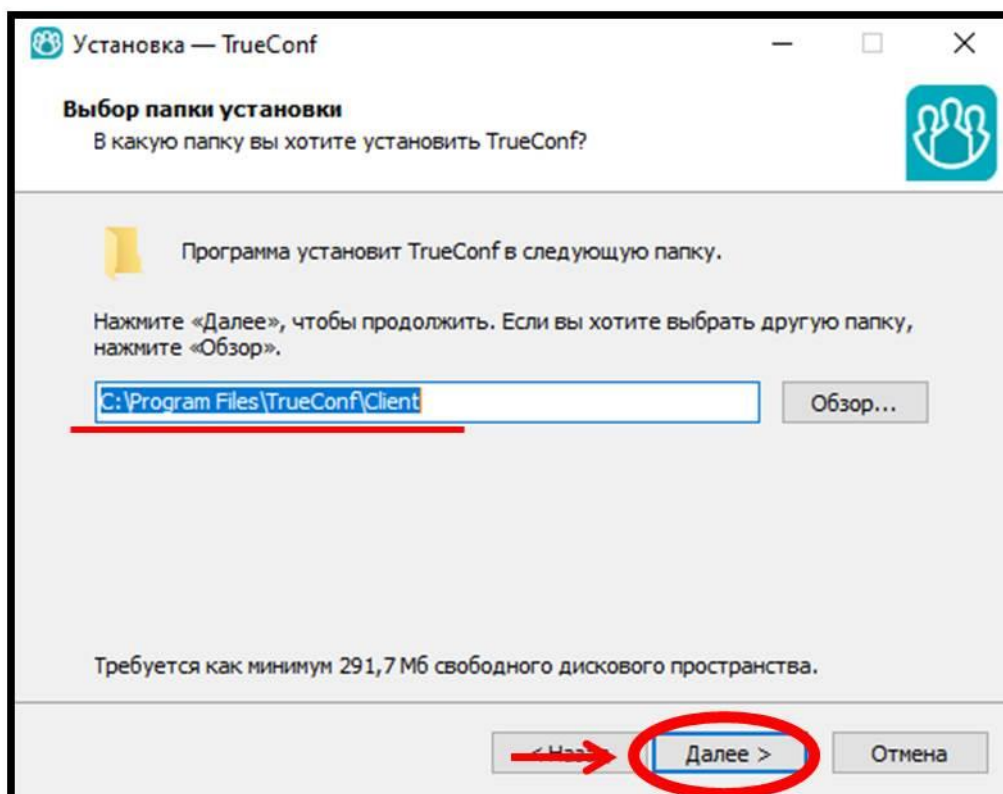 Установка — TrueConf
Выбор папки установки
В какую папку вы хотите установить TrueConf?
Программа установит TrueConf в следующую папку.
Нажмите «Далее», чтобы продолжить. Если вы хотите выбрать другую папку,
нажмите «Обзор».
C:\Program Files\TrueConf\Client
Обзор...
Требуется как минимум 291,7 Мб свободного дискового пространства.
< Назад Далее > Отмена